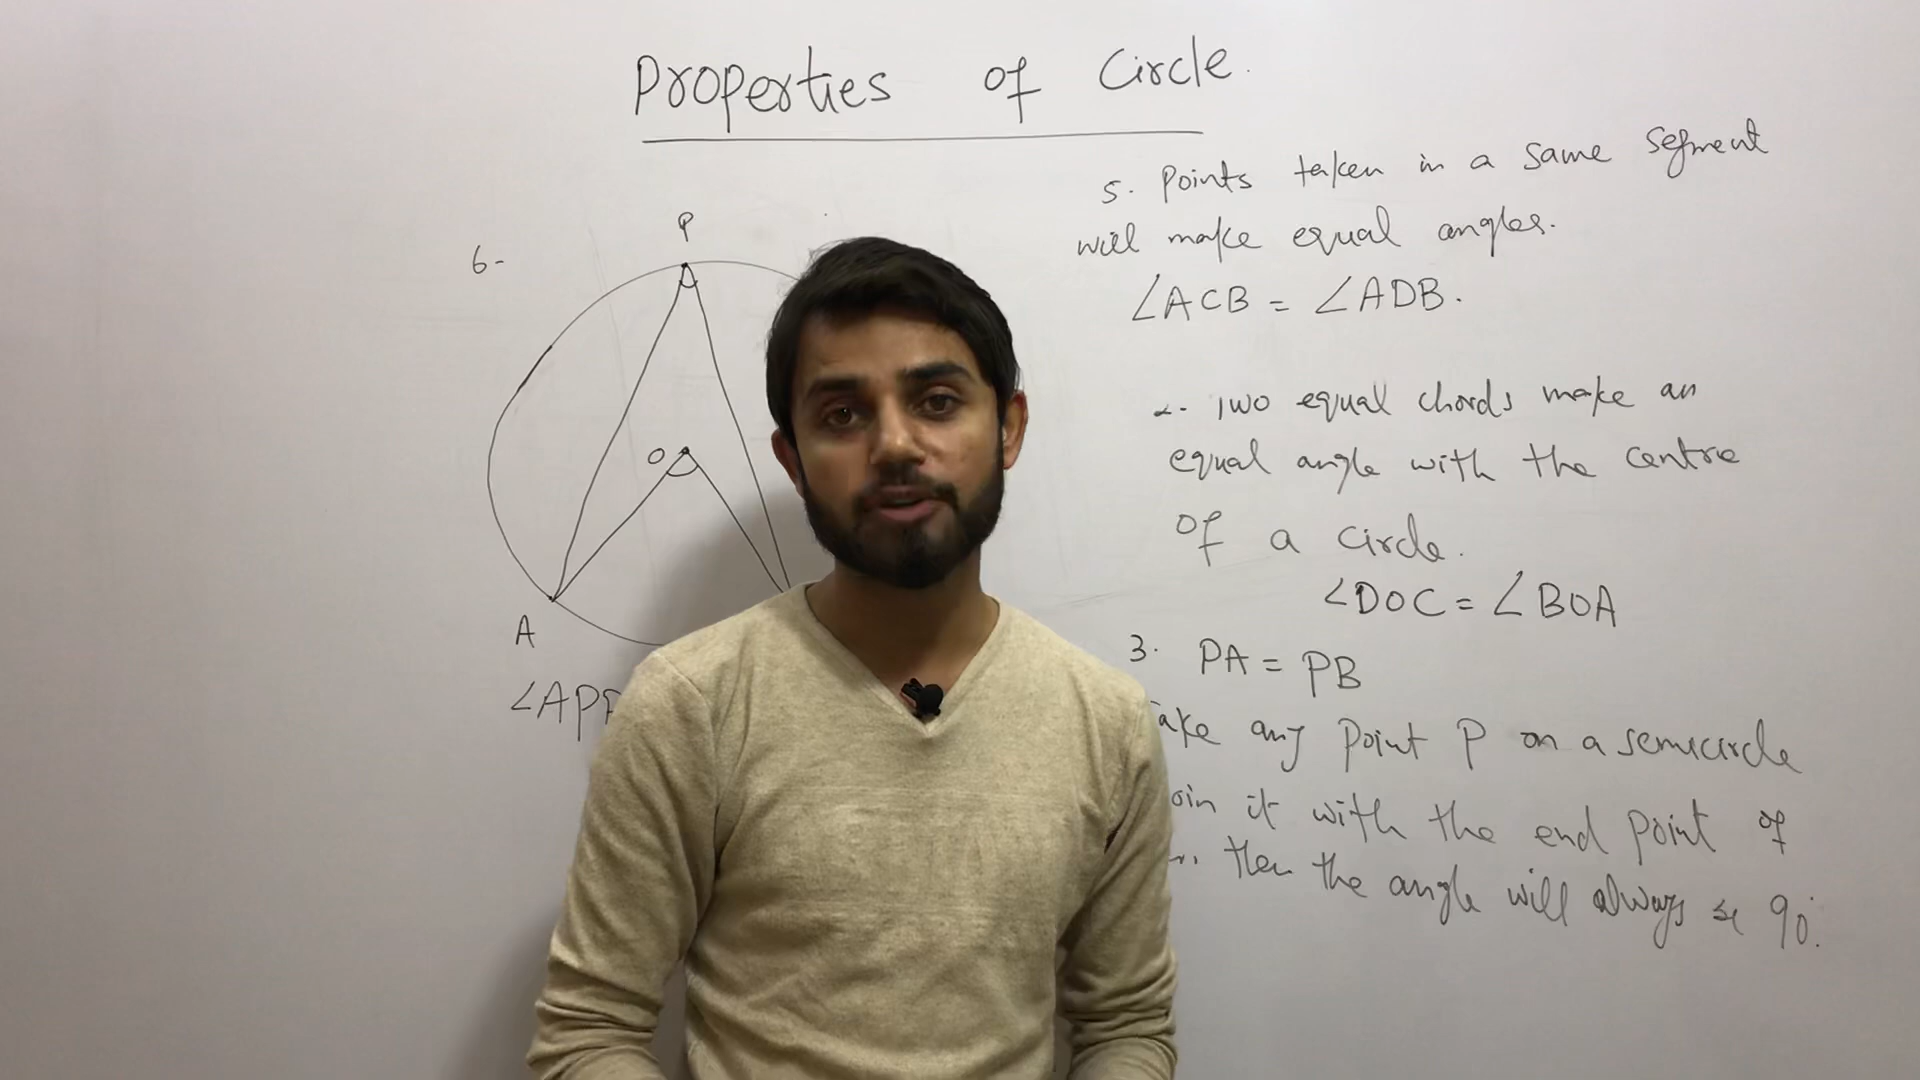 Properties of Circle.
6-
P
O
A
∠AP
5. Points taken in a same segment
will make equal angles.
∠ACB = ∠ADB.
Two equal chords make an
equal angle with the centre
of a circle.
∠DOC = ∠BOA
3. PA = PB
ake any point P on a semicircle
oin it with the end point of
then the angle will always 90°.